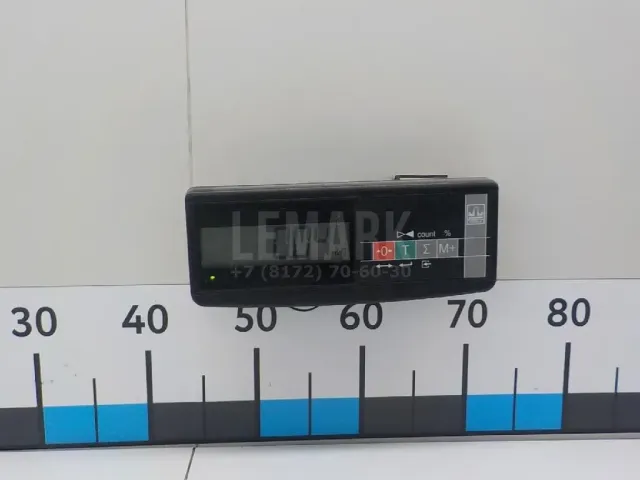 LEMARK
+7 (8172) 70-60-30
count %
→0← T Σ M+
30 40 50 60 70 80